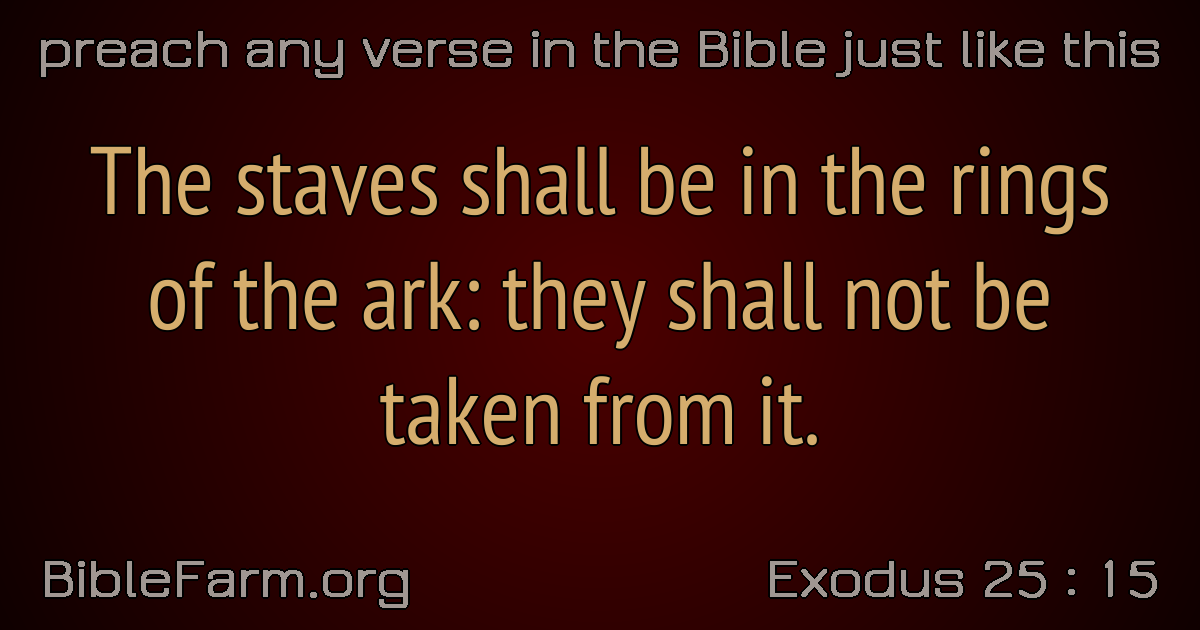 preach any verse in the Bible just like this
The staves shall be in the rings
of the ark: they shall not be
taken from it.
BibleFarm.org
Exodus 25 : 15